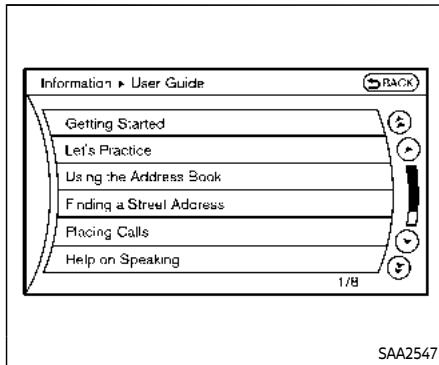 Information ▸ User Guide
BACK
Getting Started
Let's Practice
Using the Address Book
Finding a Street Address
Placing Calls
Help on Speaking
1/8
SAA2547